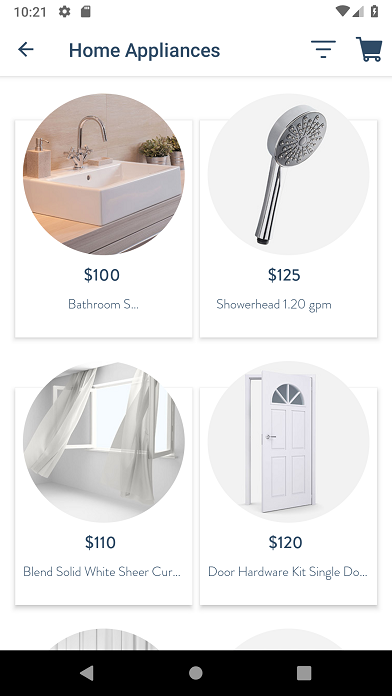 10:21
Home Appliances
$100
Bathroom S...
$125
Showerhead 1.20 gpm
$110
Blend Solid White Sheer Cur...
$120
Door Hardware Kit Single Do...